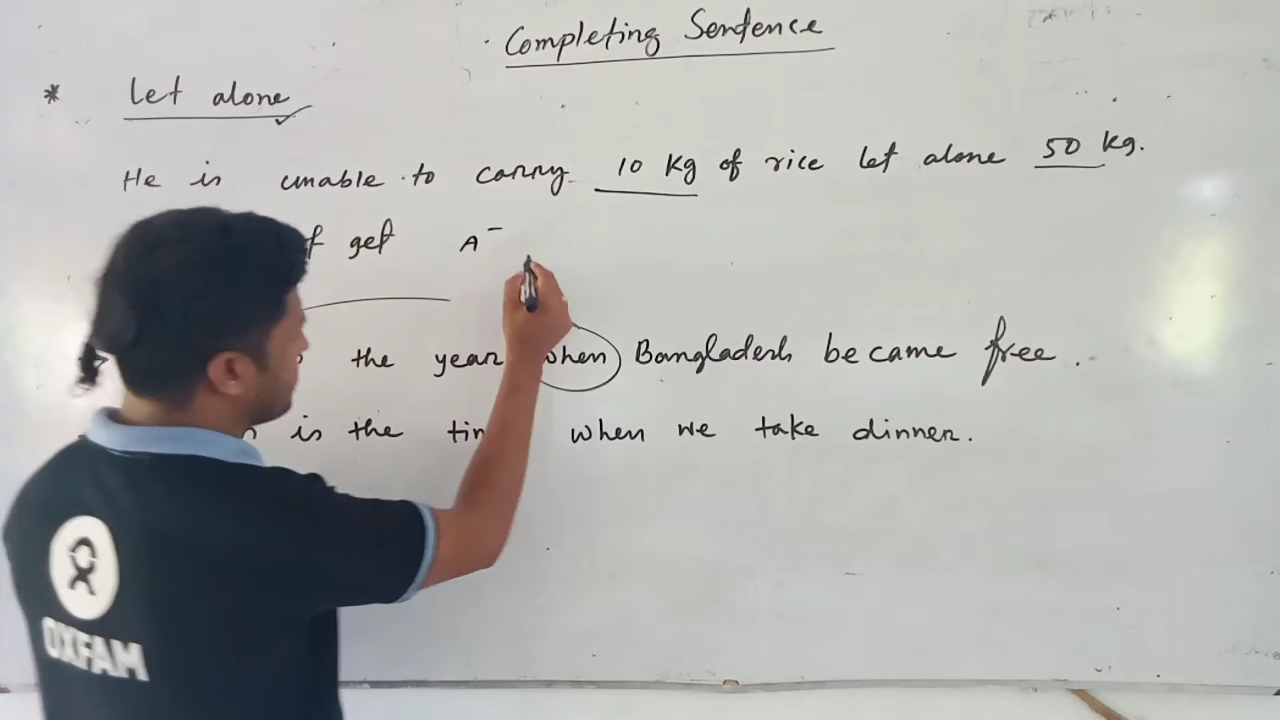 Completing Sentence
* Let alone
He is unable to carry 10 kg of rice let alone 50 kg.
get A-
the year when Bangladesh became free.
is the when we take dinner.
OXFAM